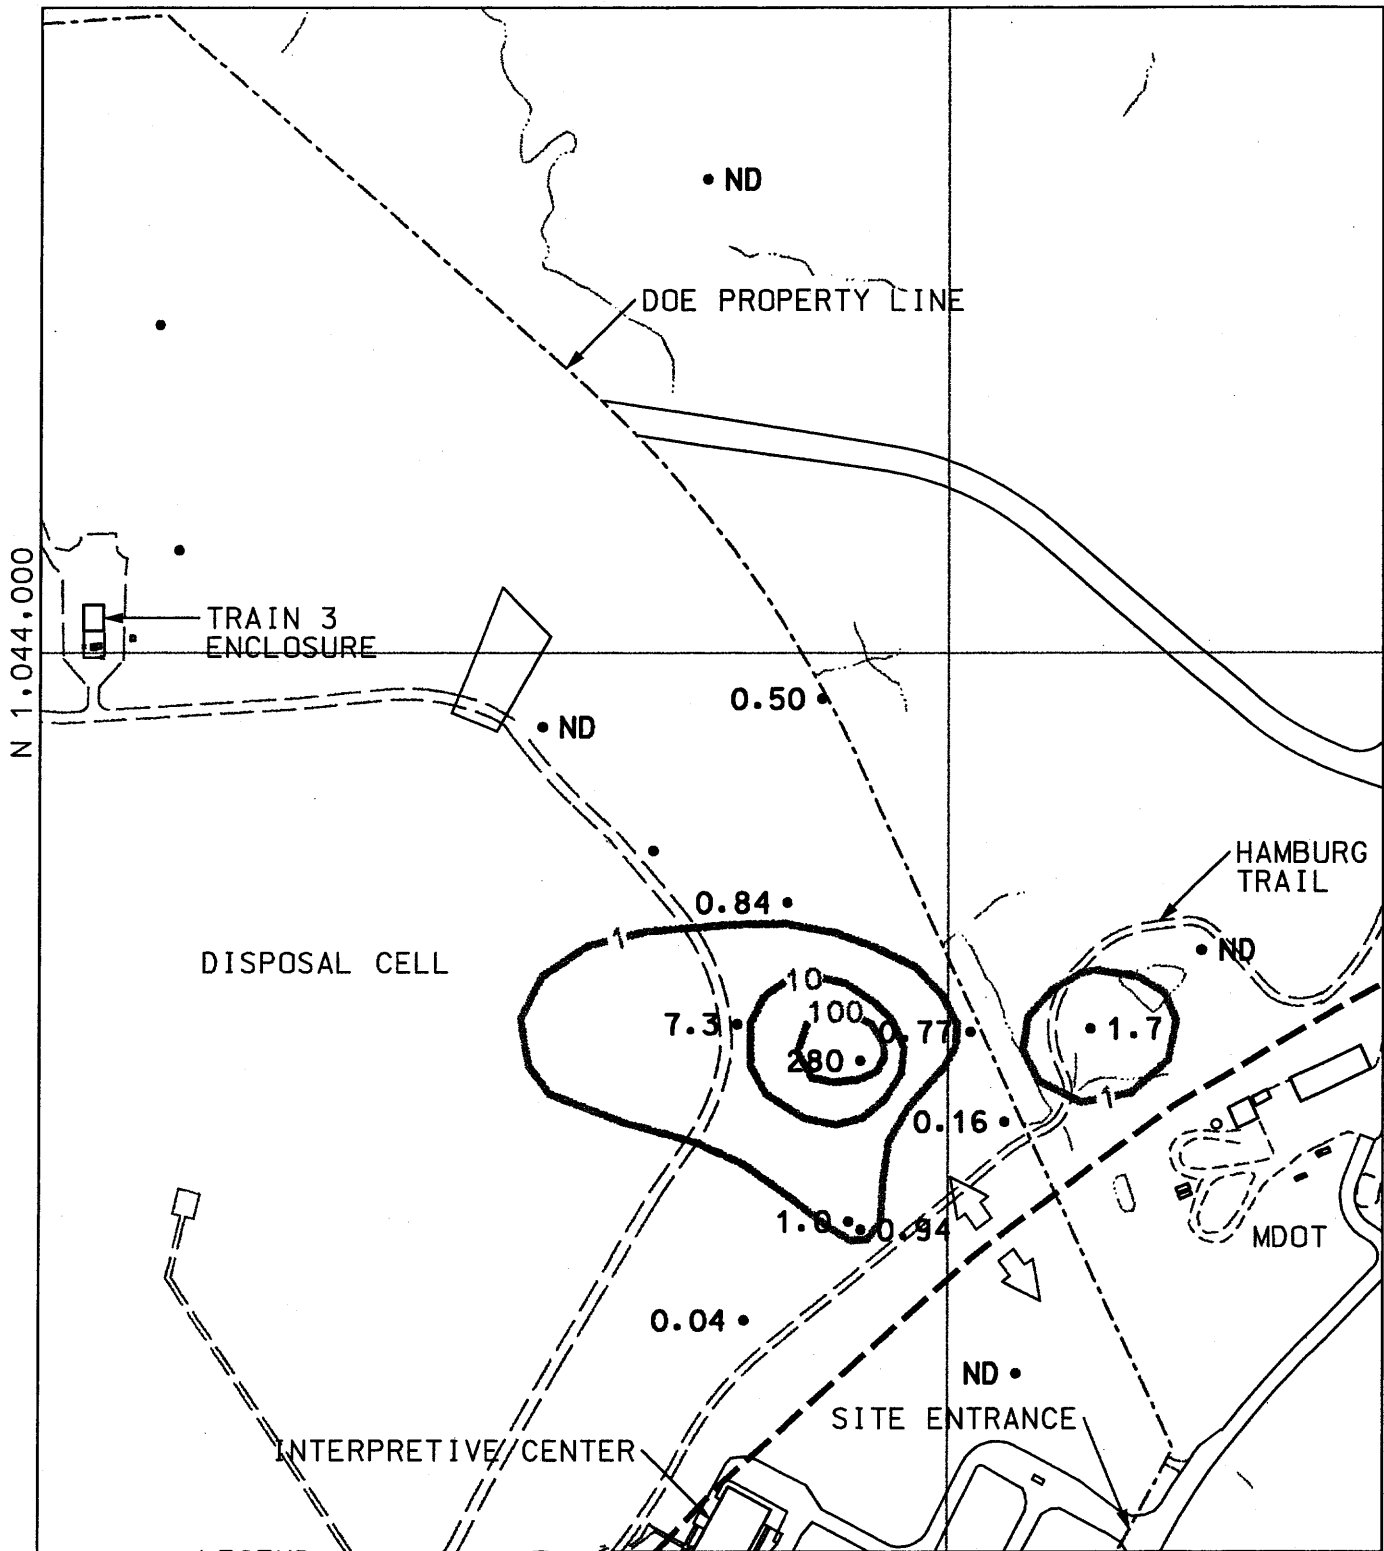 ND
DOE PROPERTY LINE
N 1,044,000
TRAIN 3
ENCLOSURE
0.50
ND
HAMBURG
TRAIL
0.84
1
ND
DISPOSAL CELL
10
100
7.3
0.77
1.7
280
1
0.16
1.0
0.94
MDOT
0.04
ND
SITE ENTRANCE
INTERPRETIVE CENTER